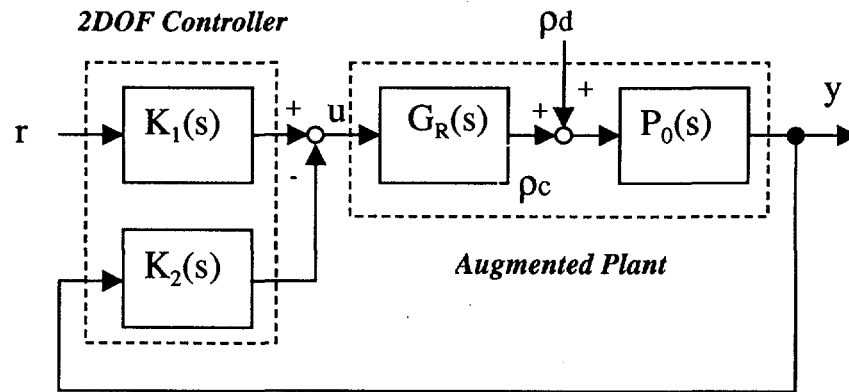 2DOF Controller
ρd
r
K₁(s)
+
u
-
G_R(s)
ρc
+
+
P₀(s)
y
K₂(s)
Augmented Plant